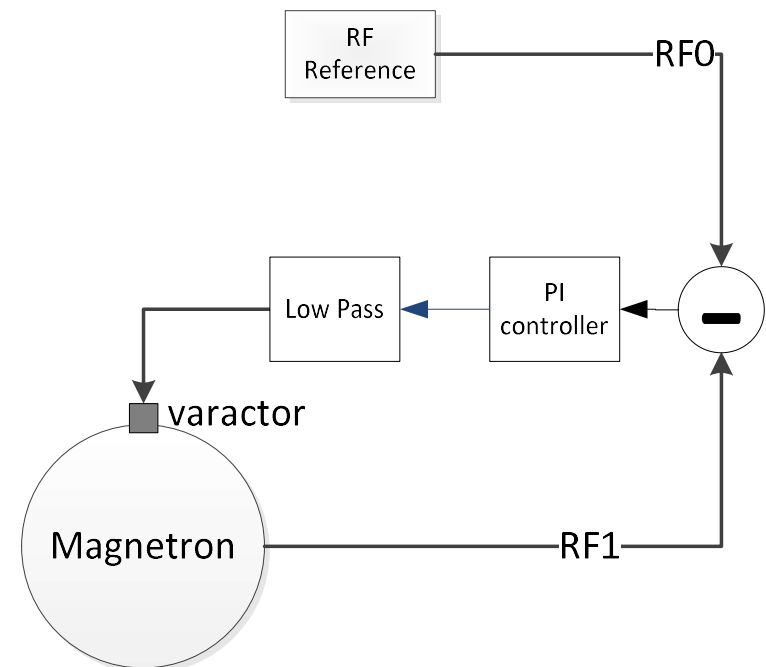 RF
Reference
RF0
Low Pass
PI
controller
varactor
Magnetron
RF1